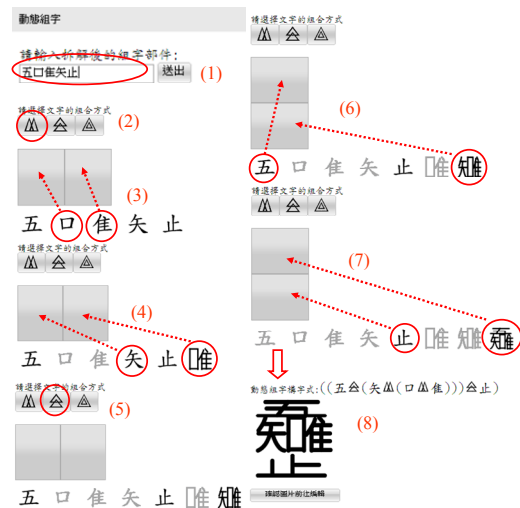 動態組字
請輸入拆解後的組字部件:
五口隹矢止 送出 (1)
請選擇文字的組合方式
(2)
(3)
五 口 隹 矢 止
請選擇文字的組合方式
(4)
五 口 隹 矢 止 唯
請選擇文字的組合方式
(5)
五 口 隹 矢 止 唯
請選擇文字的組合方式
(6)
五 口 隹 矢 止 唯
請選擇文字的組合方式
(7)
五 口 隹 矢 止 唯
動態組字構字式:((五(矢(口隹)))止)
(8)
確認圖片前往編輯